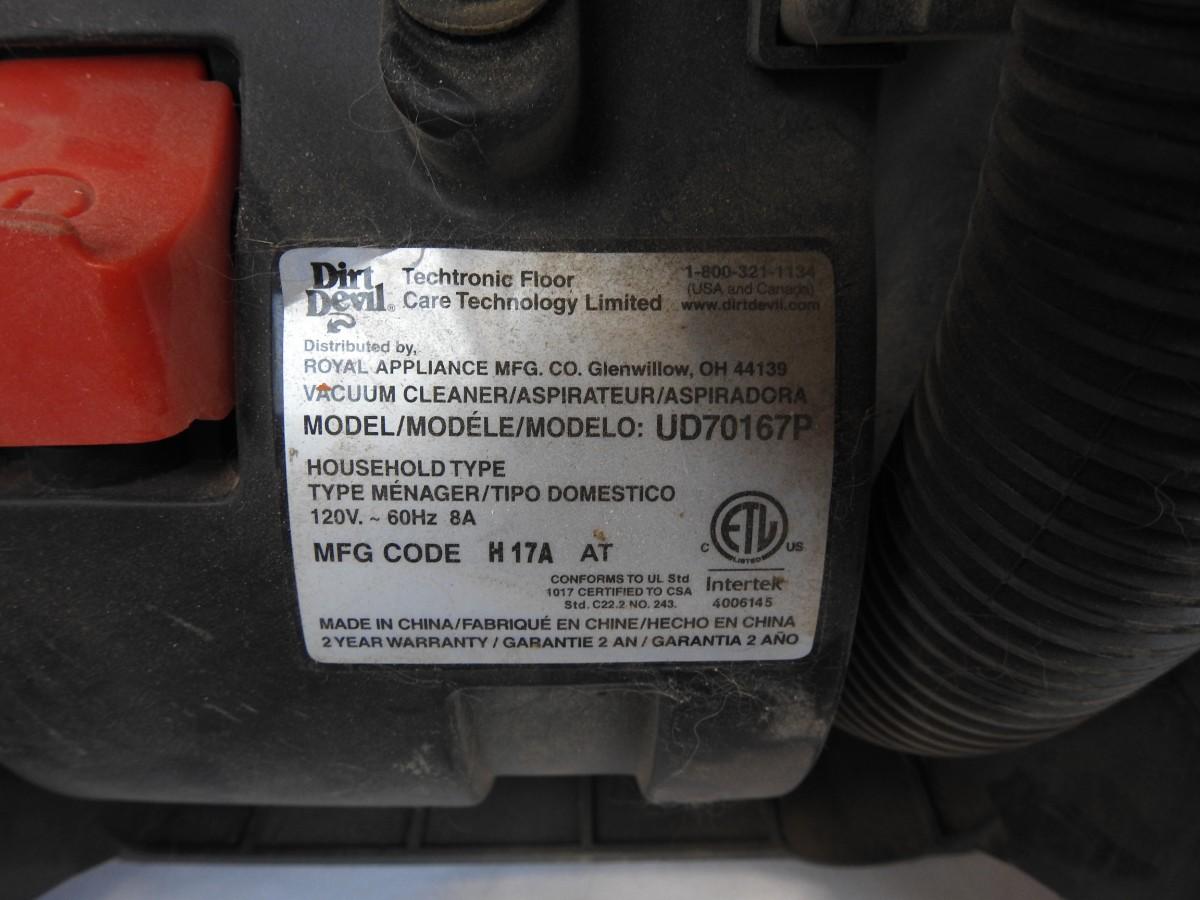 Dirt Devil®
Techtronic Floor
Care Technology Limited
1-800-321-1134
(USA and Canada)
www.dirtdevil.com
Distributed by,
ROYAL APPLIANCE MFG. CO. Glenwillow, OH 44139
VACUUM CLEANER/ASPIRATEUR/ASPIRADORA
MODEL/MODÉLE/MODELO: UD70167P
HOUSEHOLD TYPE
TYPE MÉNAGER/TIPO DOMESTICO
120V. ~ 60Hz 8A
MFG CODE H17A AT
C ETL LISTED US
Intertek
4006145
CONFORMS TO UL Std
1017 CERTIFIED TO CSA
Std. C22.2 NO. 243.
MADE IN CHINA/FABRIQUÉ EN CHINE/HECHO EN CHINA
2 YEAR WARRANTY / GARANTIE 2 AN / GARANTIA 2 AÑO